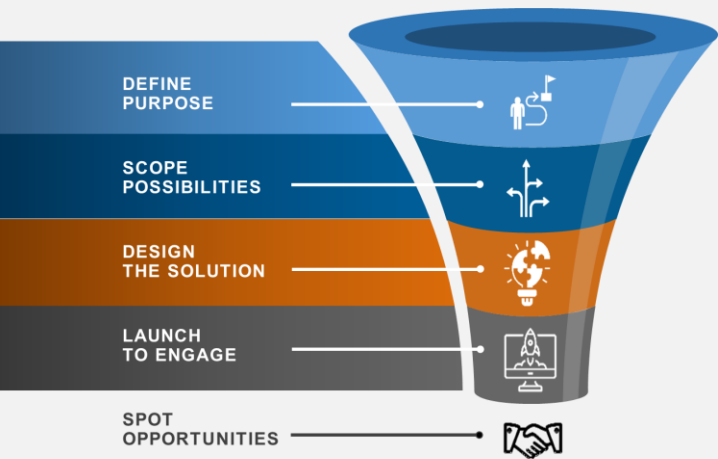 DEFINE
PURPOSE
SCOPE
POSSIBILITIES
DESIGN
THE SOLUTION
LAUNCH
TO ENGAGE
SPOT
OPPORTUNITIES